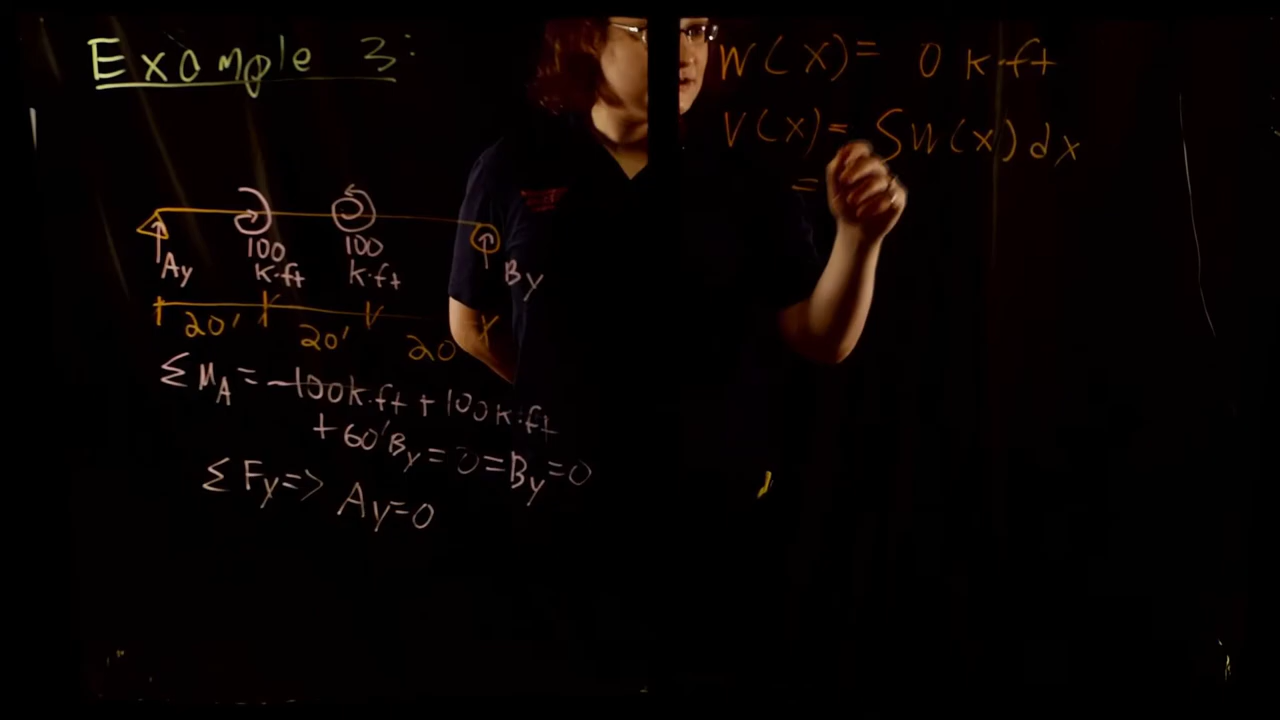 Example 3:
W(x) = 0 k·ft
V(x) = ∫W(x)dx
=
100 k·ft
100 k·ft
Ay
By
20' 20' 20
ΣM_A = -100k·ft + 100k·ft
+ 60'By = 0 = By = 0
ΣFy => Ay=0